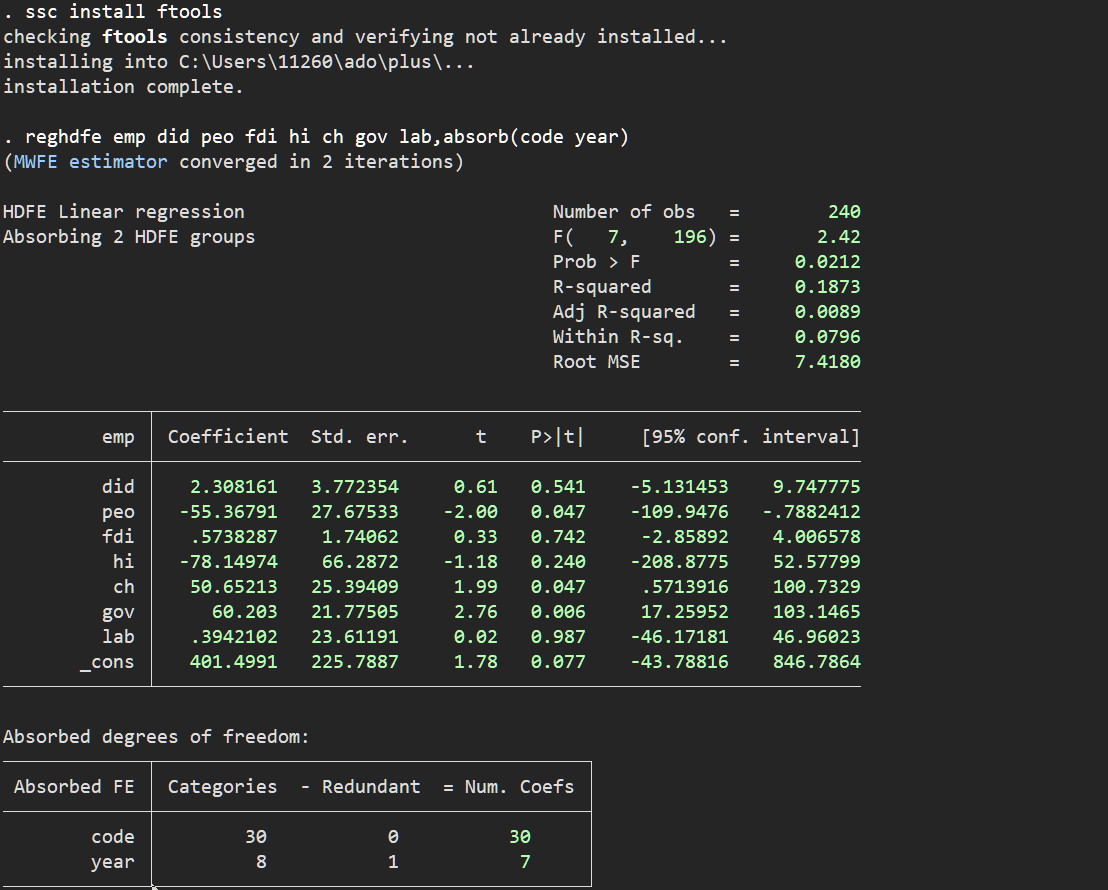 . ssc install ftools
checking ftools consistency and verifying not already installed...
installing into C:\Users\11260\ado\plus\...
installation complete.
. reghdfe emp did peo fdi hi ch gov lab,absorb(code year)
(MWFE estimator converged in 2 iterations)
HDFE Linear regression Number of obs = 240
Absorbing 2 HDFE groups F( 7, 196) = 2.42
Prob > F = 0.0212
R-squared = 0.1873
Adj R-squared = 0.0089
Within R-sq. = 0.0796
Root MSE = 7.4180
emp Coefficient Std. err. t P>|t| [95% conf. interval]
did 2.308161 3.772354 0.61 0.541 -5.131453 9.747775
peo -55.36791 27.67533 -2.00 0.047 -109.9476 -.7882412
fdi .5738287 1.74062 0.33 0.742 -2.85892 4.006578
hi -78.14974 66.2872 -1.18 0.240 -208.8775 52.57799
ch 50.65213 25.39409 1.99 0.047 .5713916 100.7329
gov 60.203 21.77505 2.76 0.006 17.25952 103.1465
lab .3942102 23.61191 0.02 0.987 -46.17181 46.96023
_cons 401.4991 225.7887 1.78 0.077 -43.78816 846.7864
Absorbed degrees of freedom:
Absorbed FE Categories - Redundant = Num. Coefs
code 30 0 30
year 8 1 7